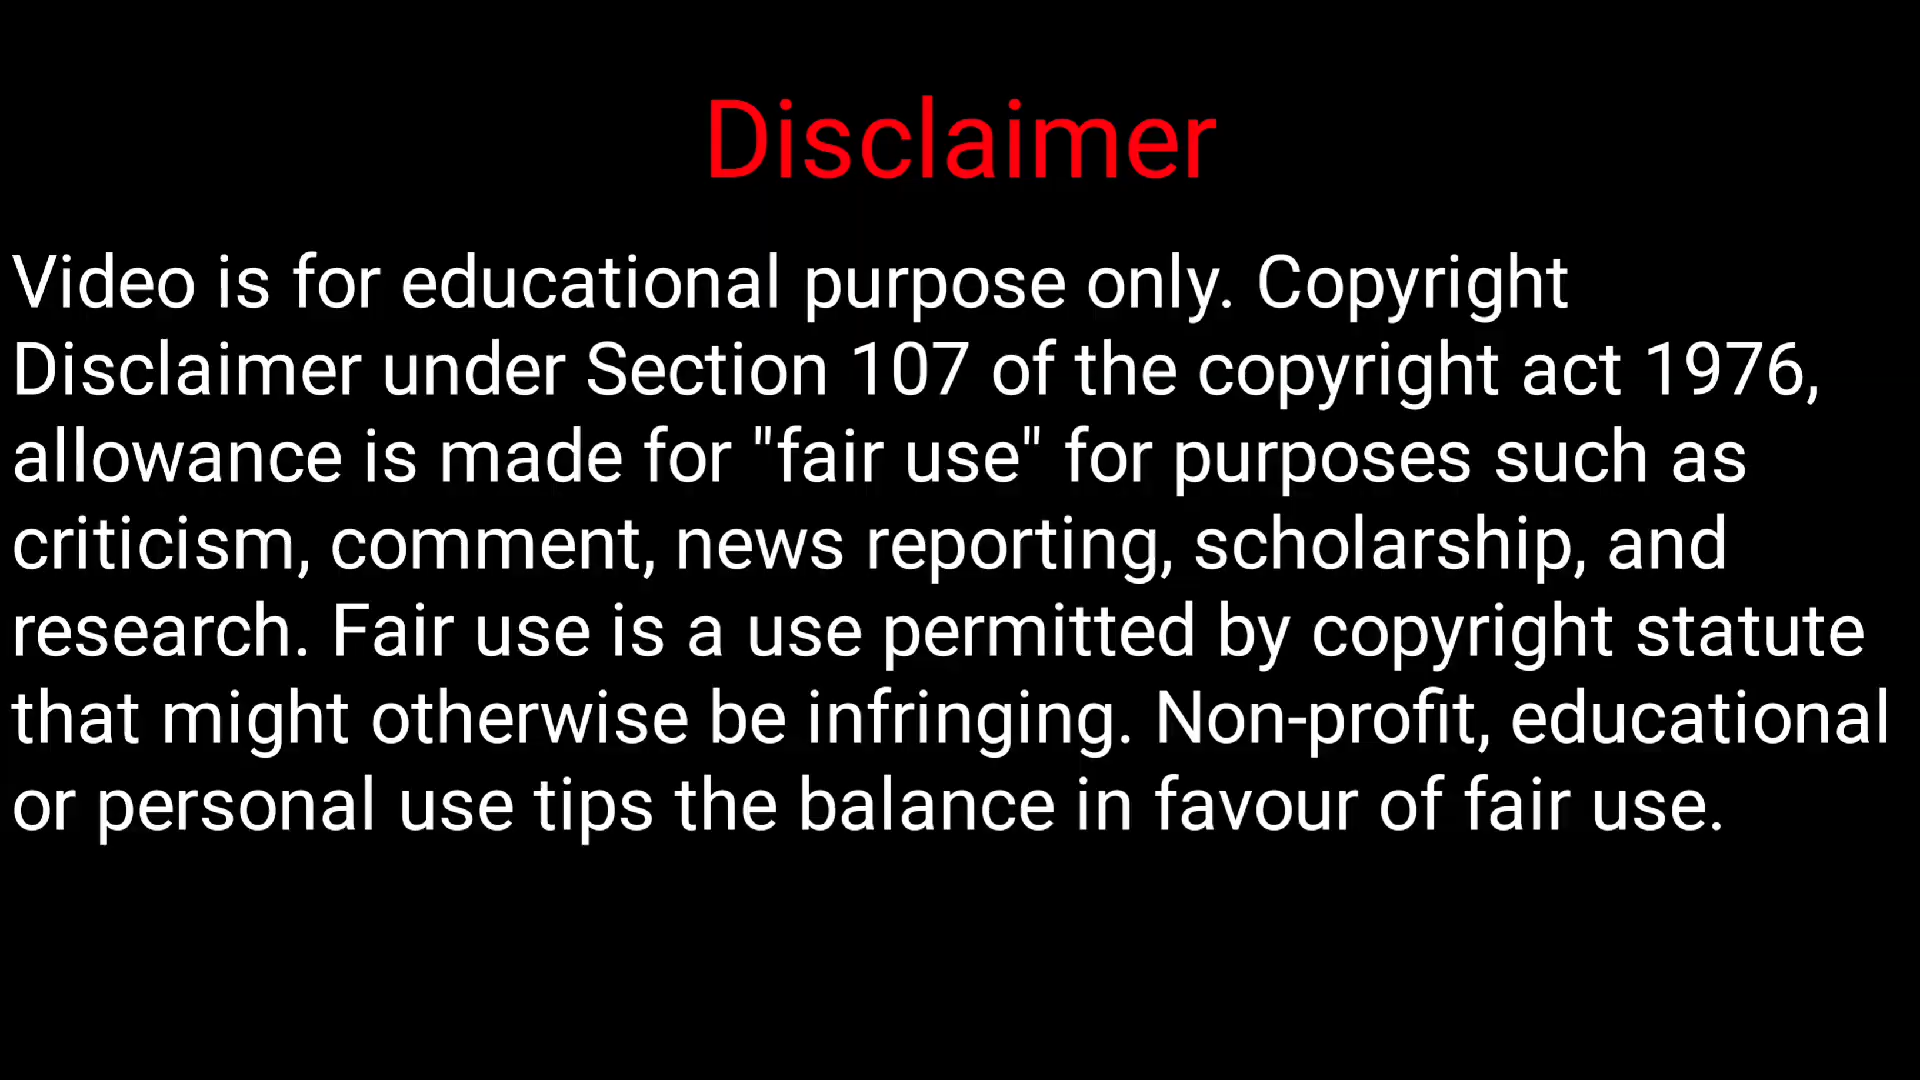 Disclaimer
Video is for educational purpose only. Copyright
Disclaimer under Section 107 of the copyright act 1976,
allowance is made for "fair use" for purposes such as
criticism, comment, news reporting, scholarship, and
research. Fair use is a use permitted by copyright statute
that might otherwise be infringing. Non-profit, educational
or personal use tips the balance in favour of fair use.